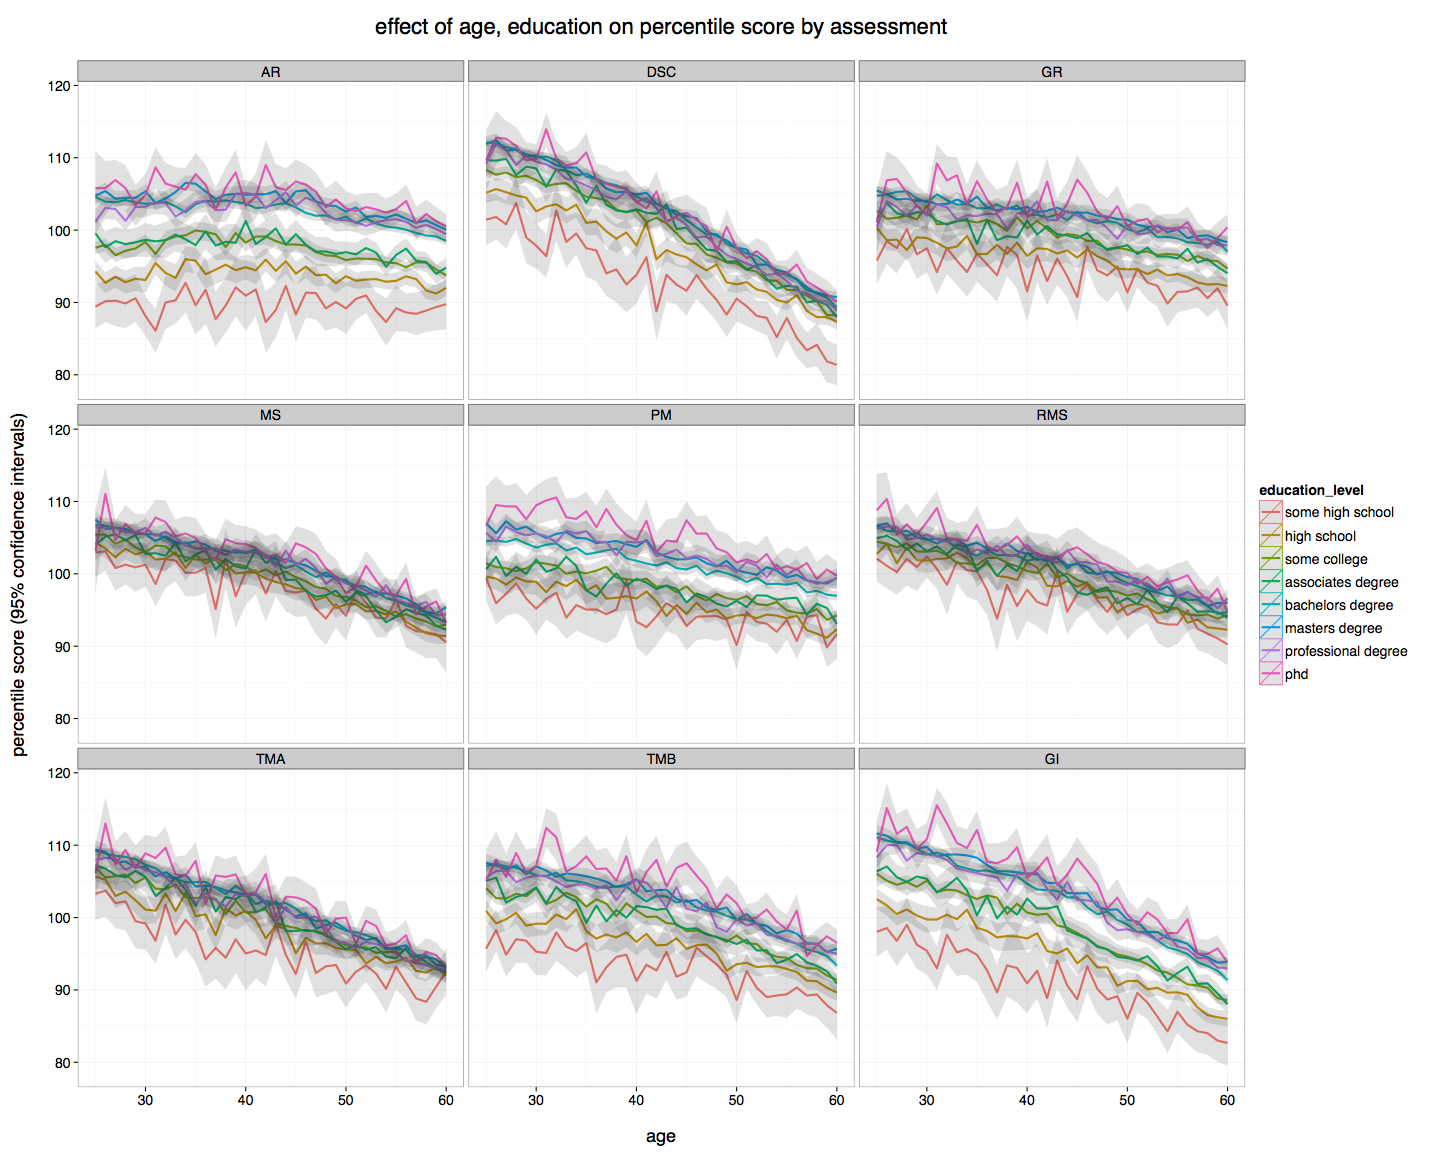 effect of age, education on percentile score by assessment
AR
DSC
GR
120
110
100
90
80
MS
PM
RMS
120
110
100
90
80
TMA
TMB
GI
120
110
100
90
80
30
40
50
60
30
40
50
60
30
40
50
60
age
percentile score (95% confidence intervals)
education_level
some high school
high school
some college
associates degree
bachelors degree
masters degree
professional degree
phd